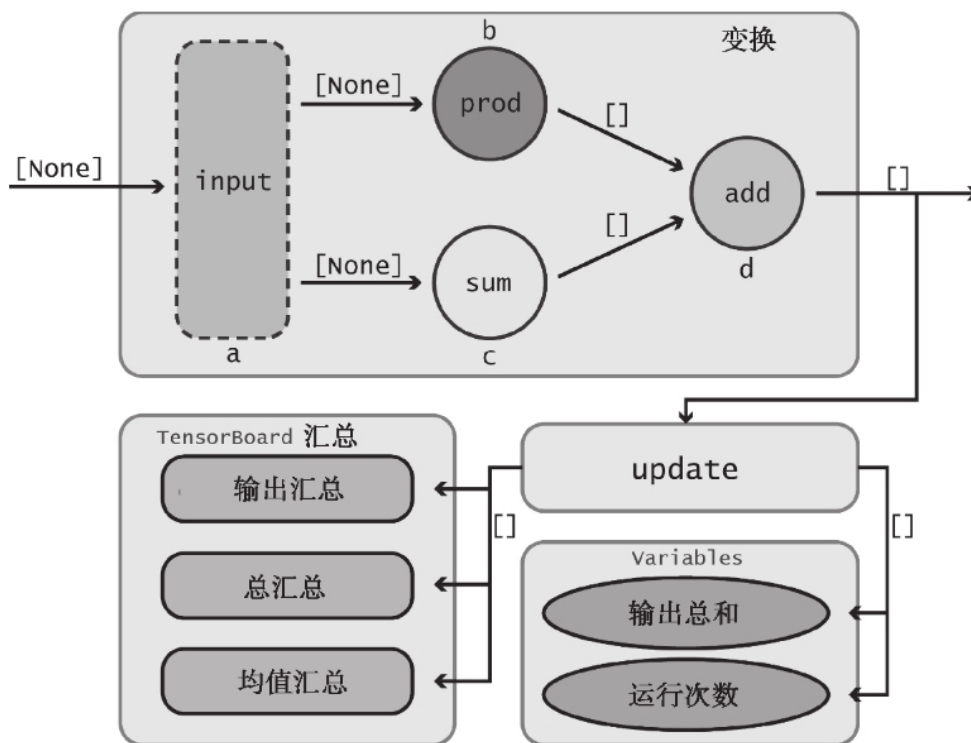 b
变换
[None]
prod
[]
[None]
input
add
[]
[None]
[]
sum
d
a
c
TensorBoard 汇总
输出汇总
update
[]
[]
Variables
总汇总
输出总和
均值汇总
运行次数